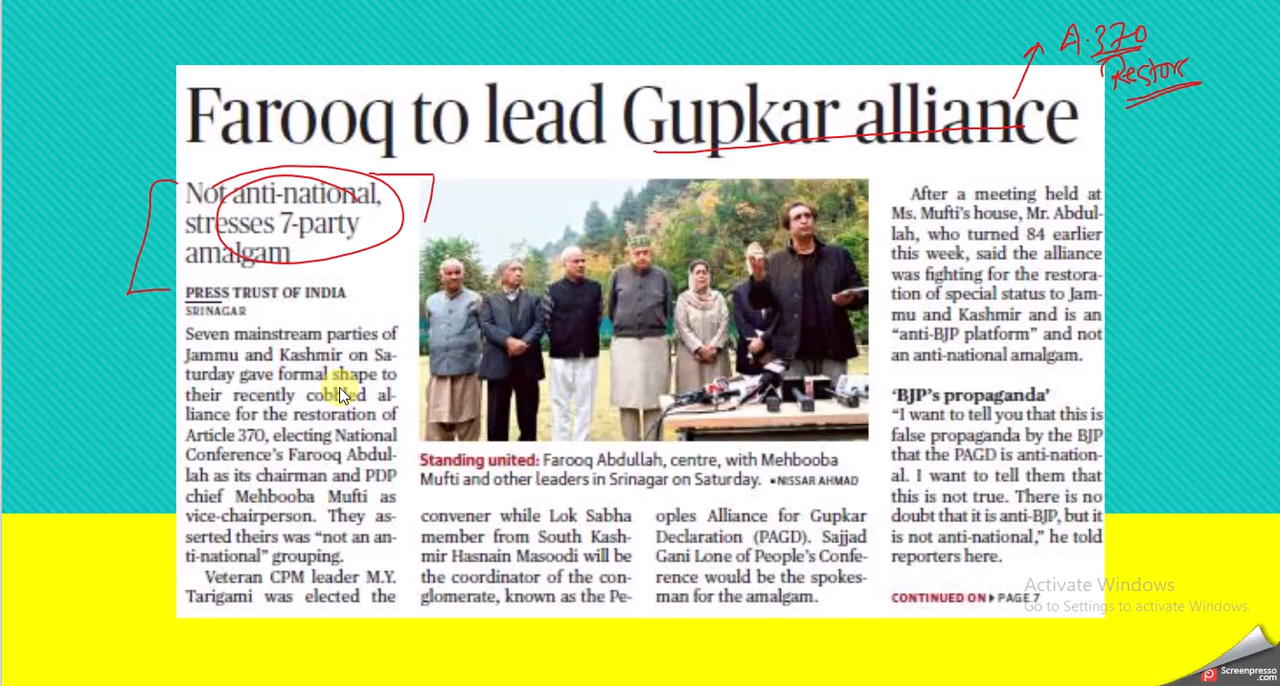 A.370
Restor
Farooq to lead Gupkar alliance
Not anti-national,
stresses 7-party
amalgam
PRESS TRUST OF INDIA
SRINAGAR
Seven mainstream parties of
Jammu and Kashmir on Sa-
turday gave formal shape to
their recently cobbled al-
liance for the restoration of
Article 370, electing National
Conference's Farooq Abdul-
lah as its chairman and PDP
chief Mehbooba Mufti as
vice-chairperson. They as-
serted theirs was "not an an-
ti-national" grouping.
Veteran CPM leader M.Y.
Tarigami was elected the
Standing united: Farooq Abdullah, centre, with Mehbooba
Mufti and other leaders in Srinagar on Saturday. ▪NISSAR AHMAD
convener while Lok Sabha
member from South Kash-
mir Hasnain Masoodi will be
the coordinator of the con-
glomerate, known as the Pe-
oples Alliance for Gupkar
Declaration (PAGD). Sajjad
Gani Lone of People's Confe-
rence would be the spokes-
man for the amalgam.
After a meeting held at
Ms. Mufti's house, Mr. Abdul-
lah, who turned 84 earlier
this week, said the alliance
was fighting for the restora-
tion of special status to Jam-
mu and Kashmir and is an
"anti-BJP platform" and not
an anti-national amalgam.
'BJP's propaganda'
"I want to tell you that this is
false propaganda by the BJP
that the PAGD is anti-nation-
al. I want to tell them that
this is not true. There is no
doubt that it is anti-BJP, but it
is not anti-national," he told
reporters here.
CONTINUED ON ▸ PAGE 7
Activate Windows
Go to Settings to activate Windows.
Screenpresso
.com